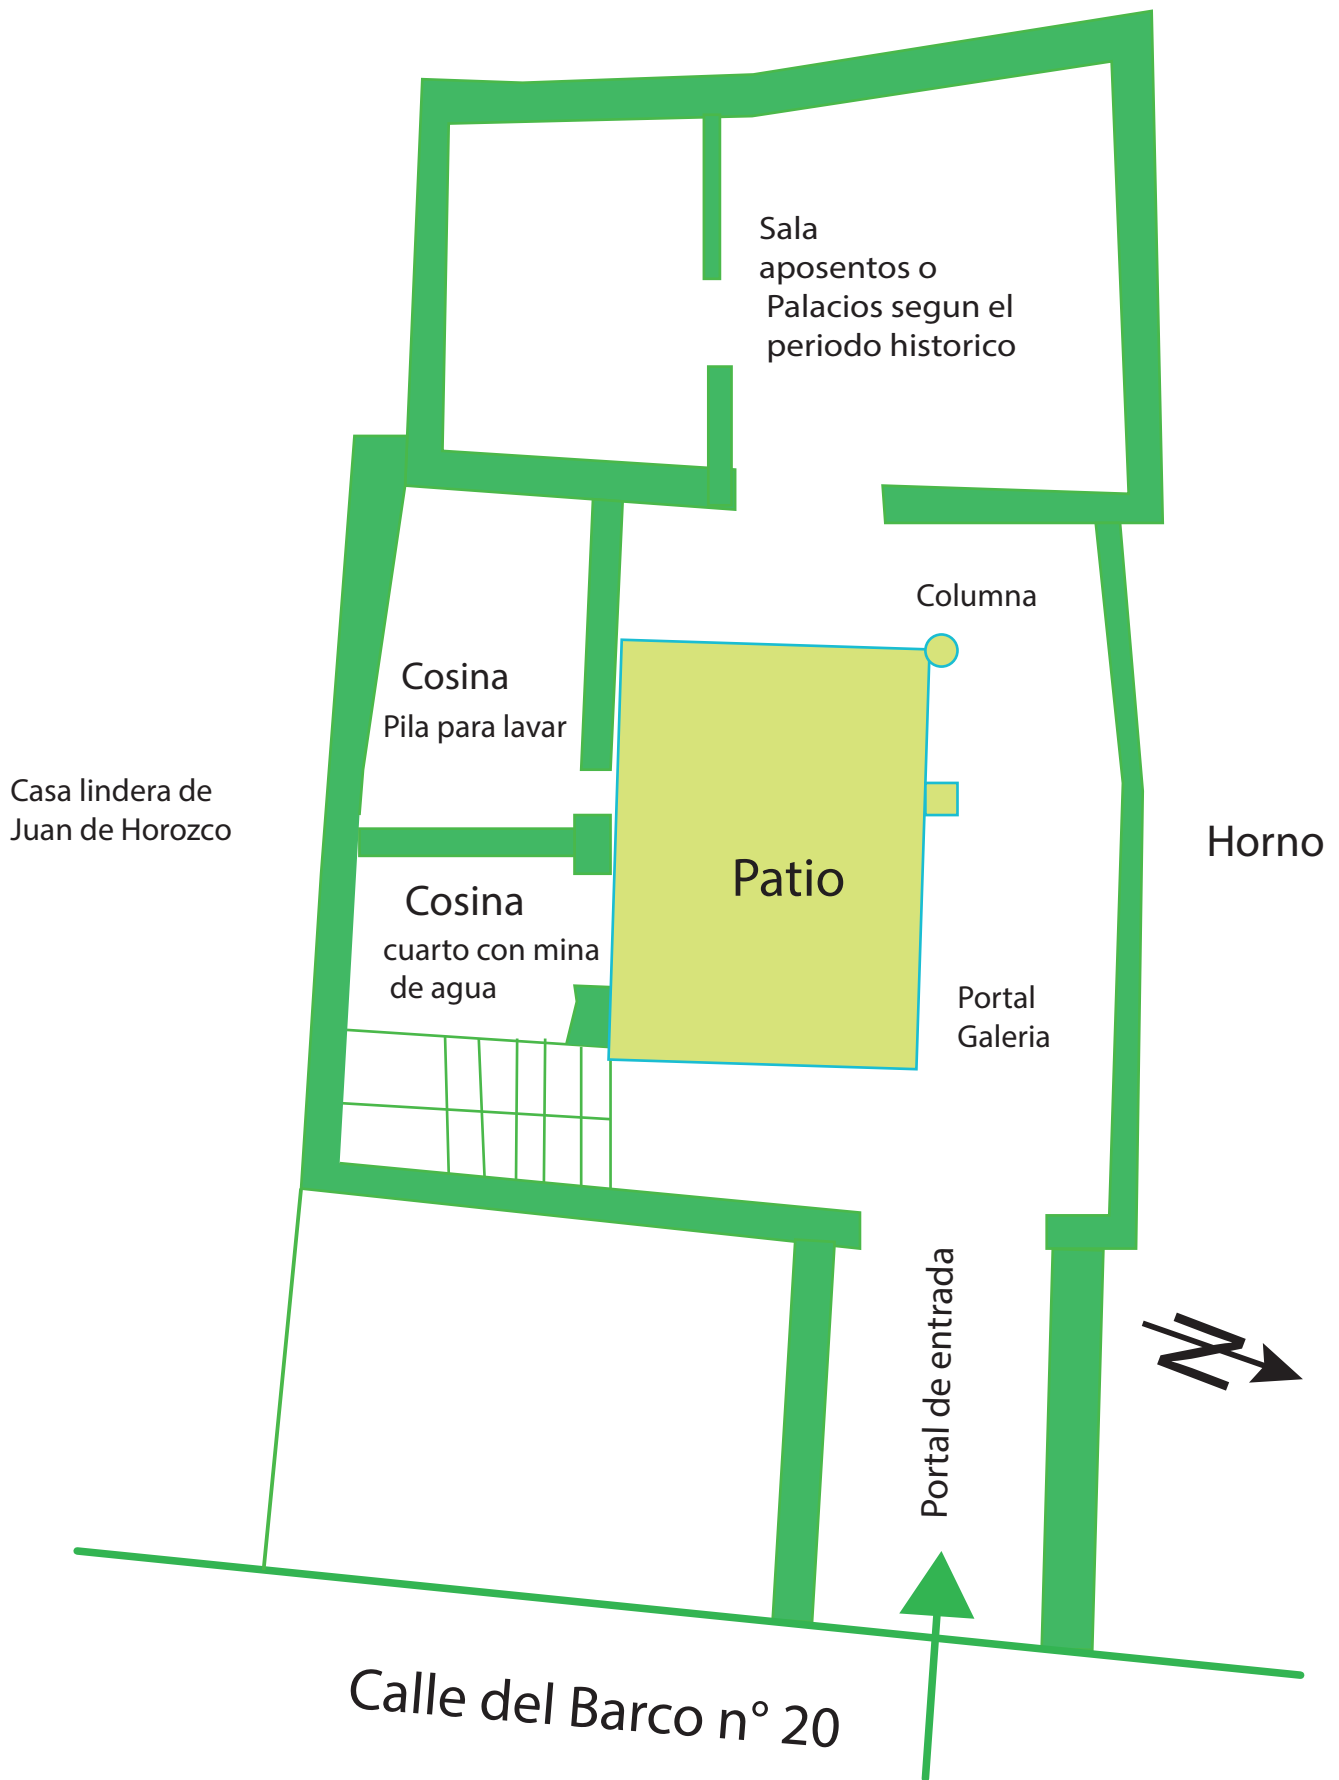 Sala
aposentos o
Palacios segun el
periodo historico
Columna
Cosina
Pila para lavar
Casa lindera de
Juan de Horozco
Horno
Patio
Cosina
cuarto con mina
de agua
Portal
Galeria
Portal de entrada
N
Calle del Barco n° 20